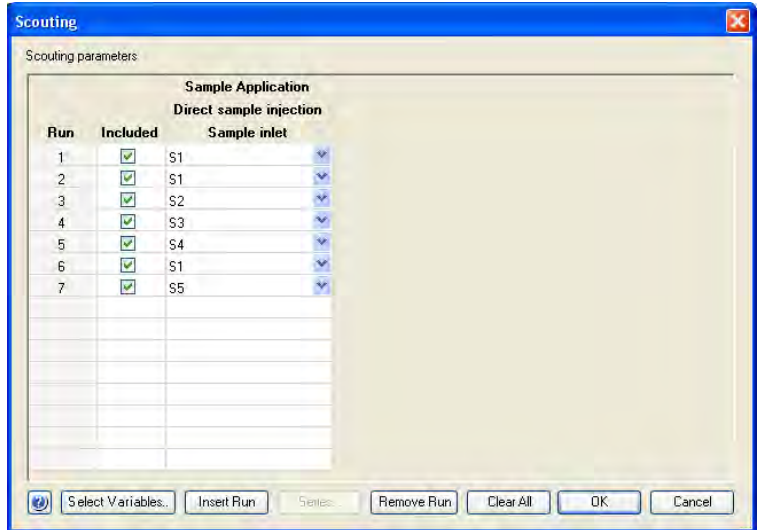 Scouting
Scouting parameters
Sample Application
Direct sample injection
Run Included Sample inlet
1 S1
2 S1
3 S2
4 S3
5 S4
6 S1
7 S5
Select Variables.. Insert Run Series... Remove Run Clear All OK Cancel